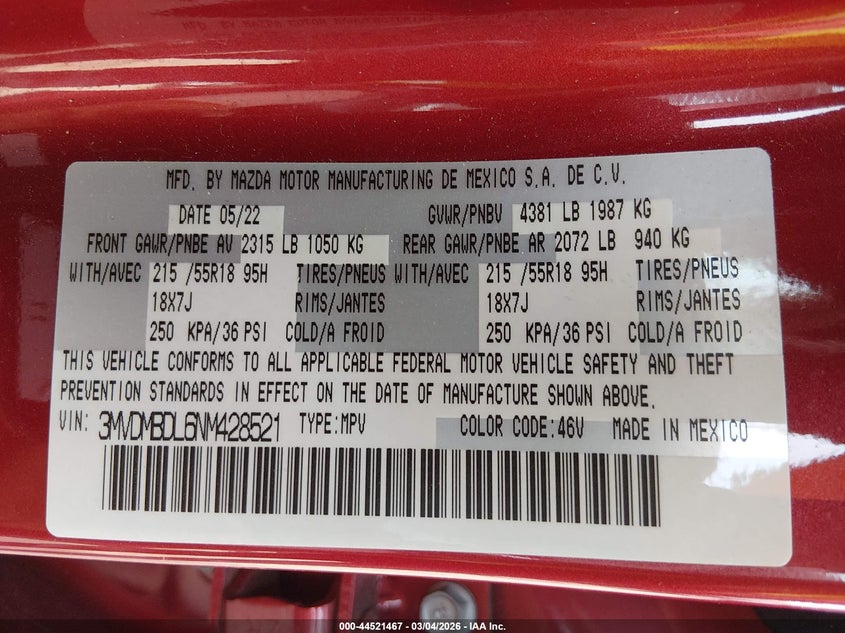 MFD. BY MAZDA MOTOR MANUFACTURING DE MEXICO S.A. DE C.V.
DATE 05/22 GVWR/PNBV 4381 LB 1987 KG
FRONT GAWR/PNBE AV 2315 LB 1050 KG REAR GAWR/PNBE AR 2072 LB 940 KG
WITH/AVEC 215 /55R18 95H TIRES/PNEUS WITH/AVEC 215 /55R18 95H TIRES/PNEUS
18X7J RIMS/JANTES 18X7J RIMS/JANTES
250 KPA/36 PSI COLD/A FROID 250 KPA/36 PSI COLD/A FROID
THIS VEHICLE CONFORMS TO ALL APPLICABLE FEDERAL MOTOR VEHICLE SAFETY AND THEFT
PREVENTION STANDARDS IN EFFECT ON THE DATE OF MANUFACTURE SHOWN ABOVE.
VIN: 3MVDMBDL6NM428521 TYPE:MPV COLOR CODE:46V MADE IN MEXICO
000-44521467 - 03/04/2026 - IAA Inc.